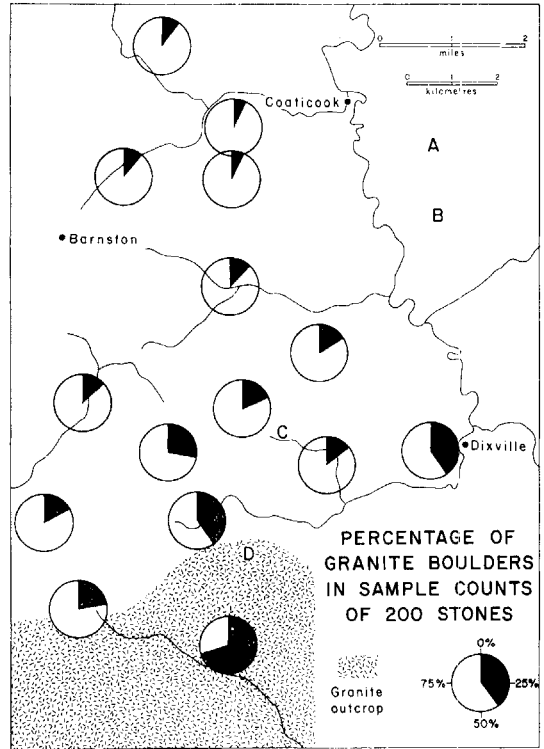 0 1 2
miles
0 1 2
kilometres
Coaticook
A
B
Barnston
C
Dixville
D
PERCENTAGE OF
GRANITE BOULDERS
IN SAMPLE COUNTS
OF 200 STONES
Granite
outcrop
0%
75% 25%
50%